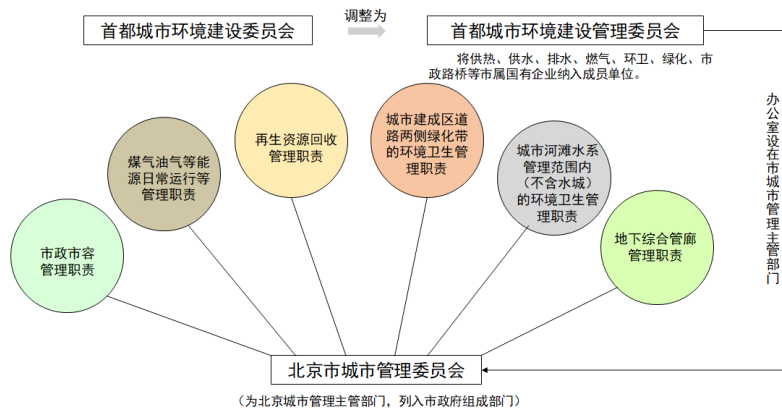 首都城市环境建设委员会
调整为
首都城市环境建设管理委员会
将供热、供水、排水、燃气、环卫、绿化、市
政路桥等市属国有企业纳入成员单位。
办公室设在市城市管理主管部门
市政市容
管理职责
煤气油气等能
源日常运行等
管理职责
再生资源回收
管理职责
城市建成区道
路两侧绿化带
的环境卫生管
理职责
城市河滩水系
管理范围内
（不含水城）
的环境卫生管
理职责
地下综合管廊
管理职责
北京市城市管理委员会
（为北京城市管理主管部门，列入市政府组成部门）